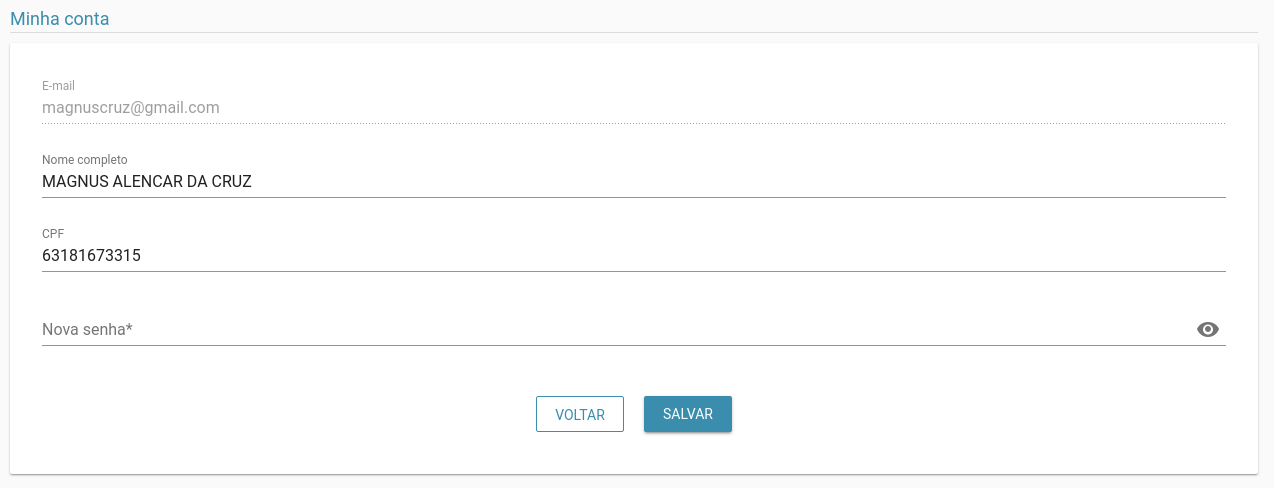 Minha conta
E-mail
magnuscruz@gmail.com
Nome completo
MAGNUS ALENCAR DA CRUZ
CPF
63181673315
Nova senha*
VOLTAR
SALVAR